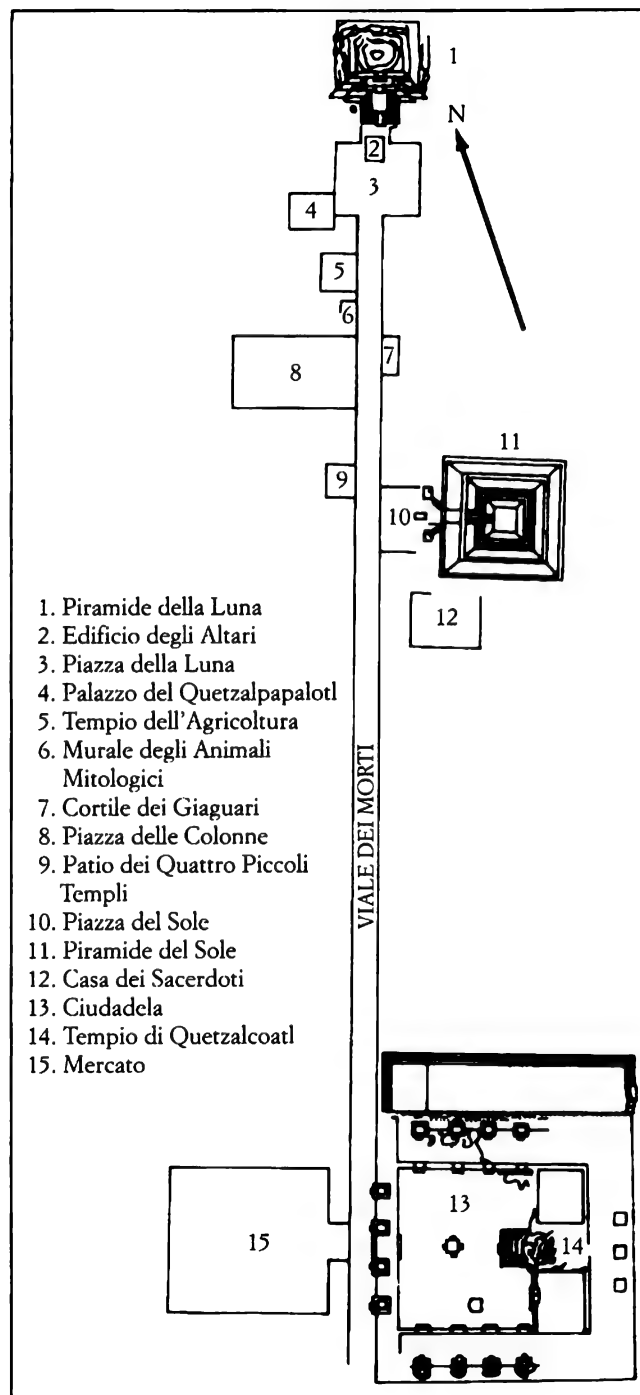 1
N
2
3
4
5
6
7
8
11
9
10
12
1. Piramide della Luna
2. Edificio degli Altari
3. Piazza della Luna
4. Palazzo del Quetzalpapalotl
5. Tempio dell'Agricoltura
6. Murale degli Animali
Mitologici
7. Cortile dei Giaguari
8. Piazza delle Colonne
9. Patio dei Quattro Piccoli
Templi
10. Piazza del Sole
11. Piramide del Sole
12. Casa dei Sacerdoti
13. Ciudadela
14. Tempio di Quetzalcoatl
15. Mercato
VIALE DEI MORTI
13
14
15